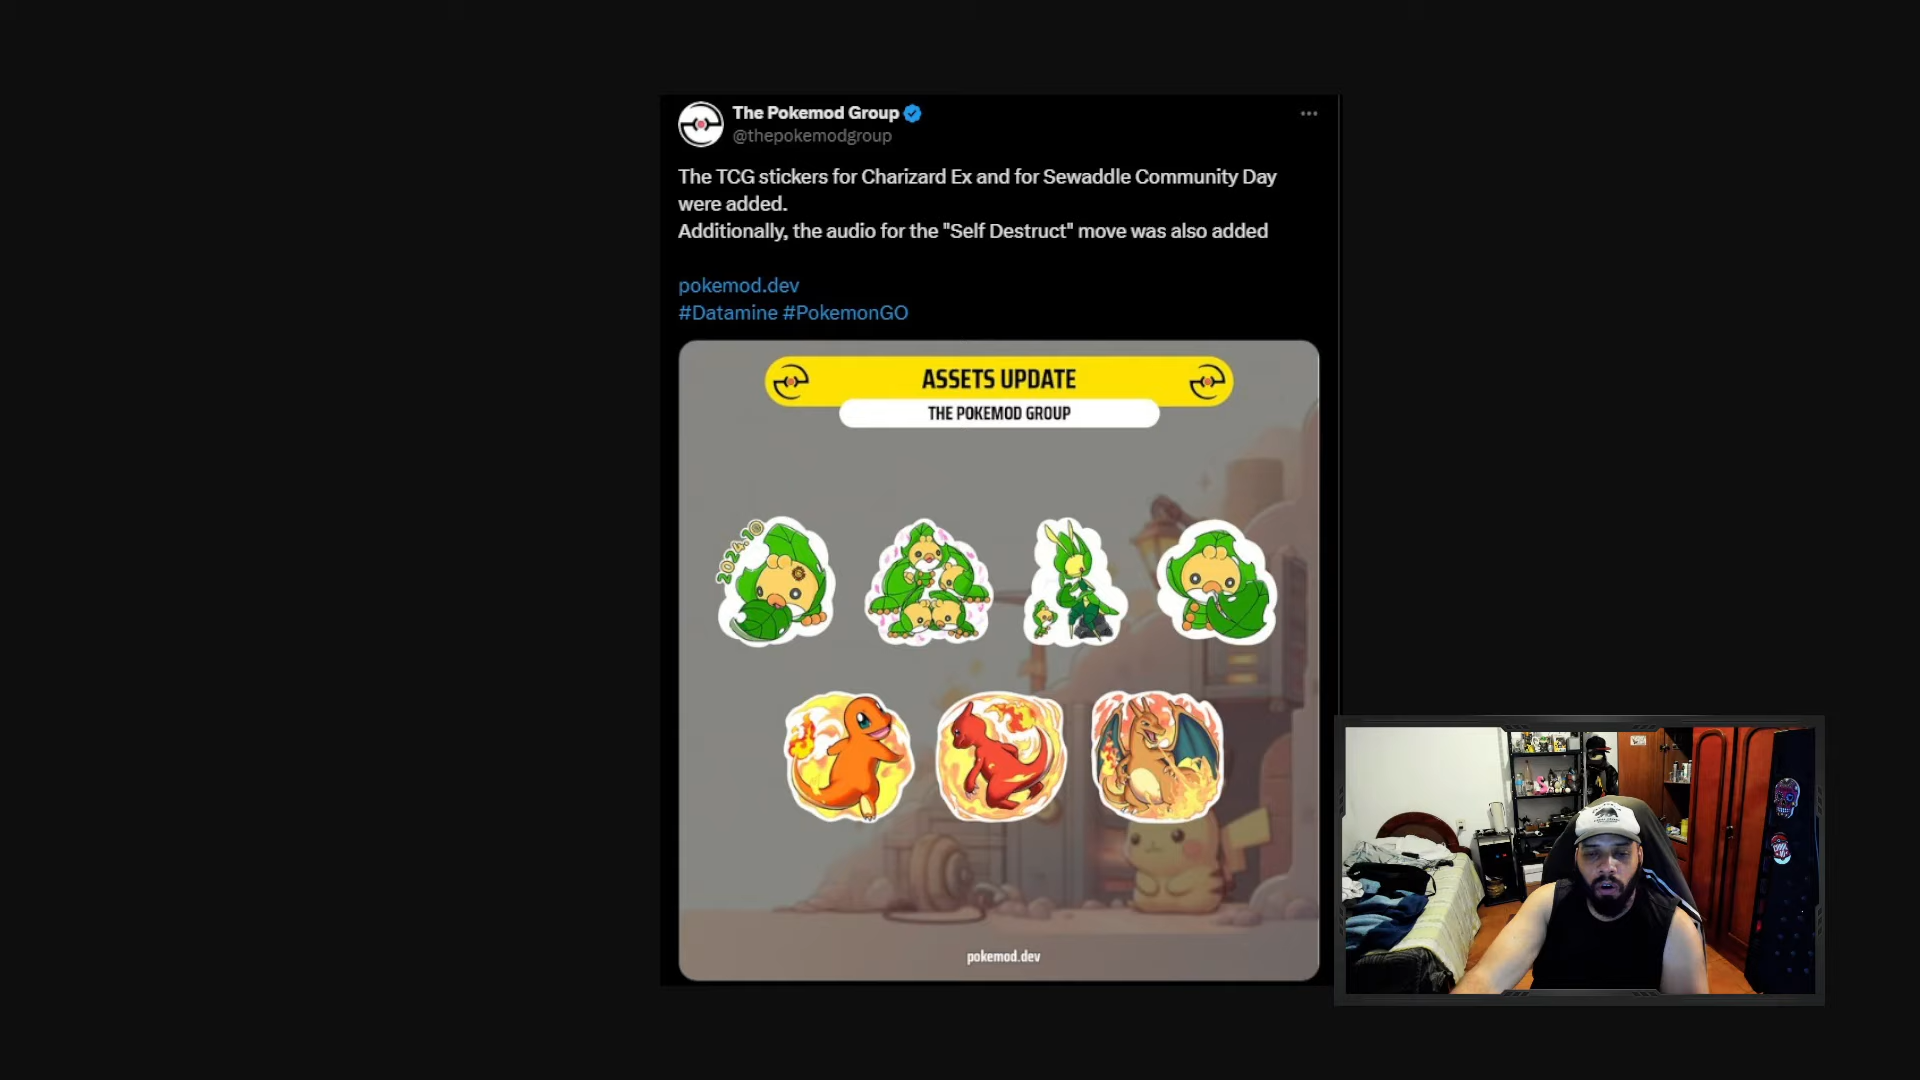 The Pokemod Group
@thepokemodgroup
The TCG stickers for Charizard Ex and for Sewaddle Community Day
were added.
Additionally, the audio for the "Self Destruct" move was also added
pokemod.dev
#Datamine #PokemonGO
ASSETS UPDATE
THE POKEMOD GROUP
2024.10
pokemod.dev